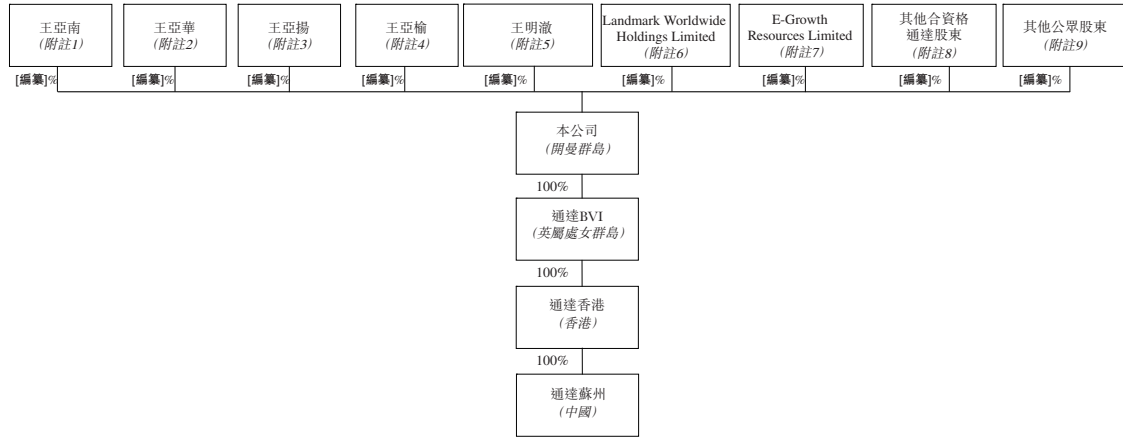 王亞南
(附註1)
王亞華
(附註2)
王亞揚
(附註3)
王亞榆
(附註4)
王明澈
(附註5)
Landmark Worldwide
Holdings Limited
(附註6)
E-Growth
Resources Limited
(附註7)
其他合資格
通達股東
(附註8)
其他公眾股東
(附註9)
[編纂]%
[編纂]%
[編纂]%
[編纂]%
[編纂]%
[編纂]%
[編纂]%
[編纂]%
[編纂]%
本公司
(開曼群島)
100%
通達BVI
(英屬處女群島)
100%
通達香港
(香港)
100%
通達蘇州
(中國)